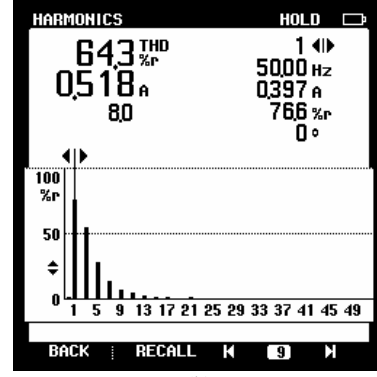 HARMONICS HOLD
64,3 THD %r
0,518 A
8,0
1
50,00 Hz
0,397 A
76,6 %r
0 °
100
%r
50
0
1 5 9 13 17 21 25 29 33 37 41 45 49
BACK RECALL 9